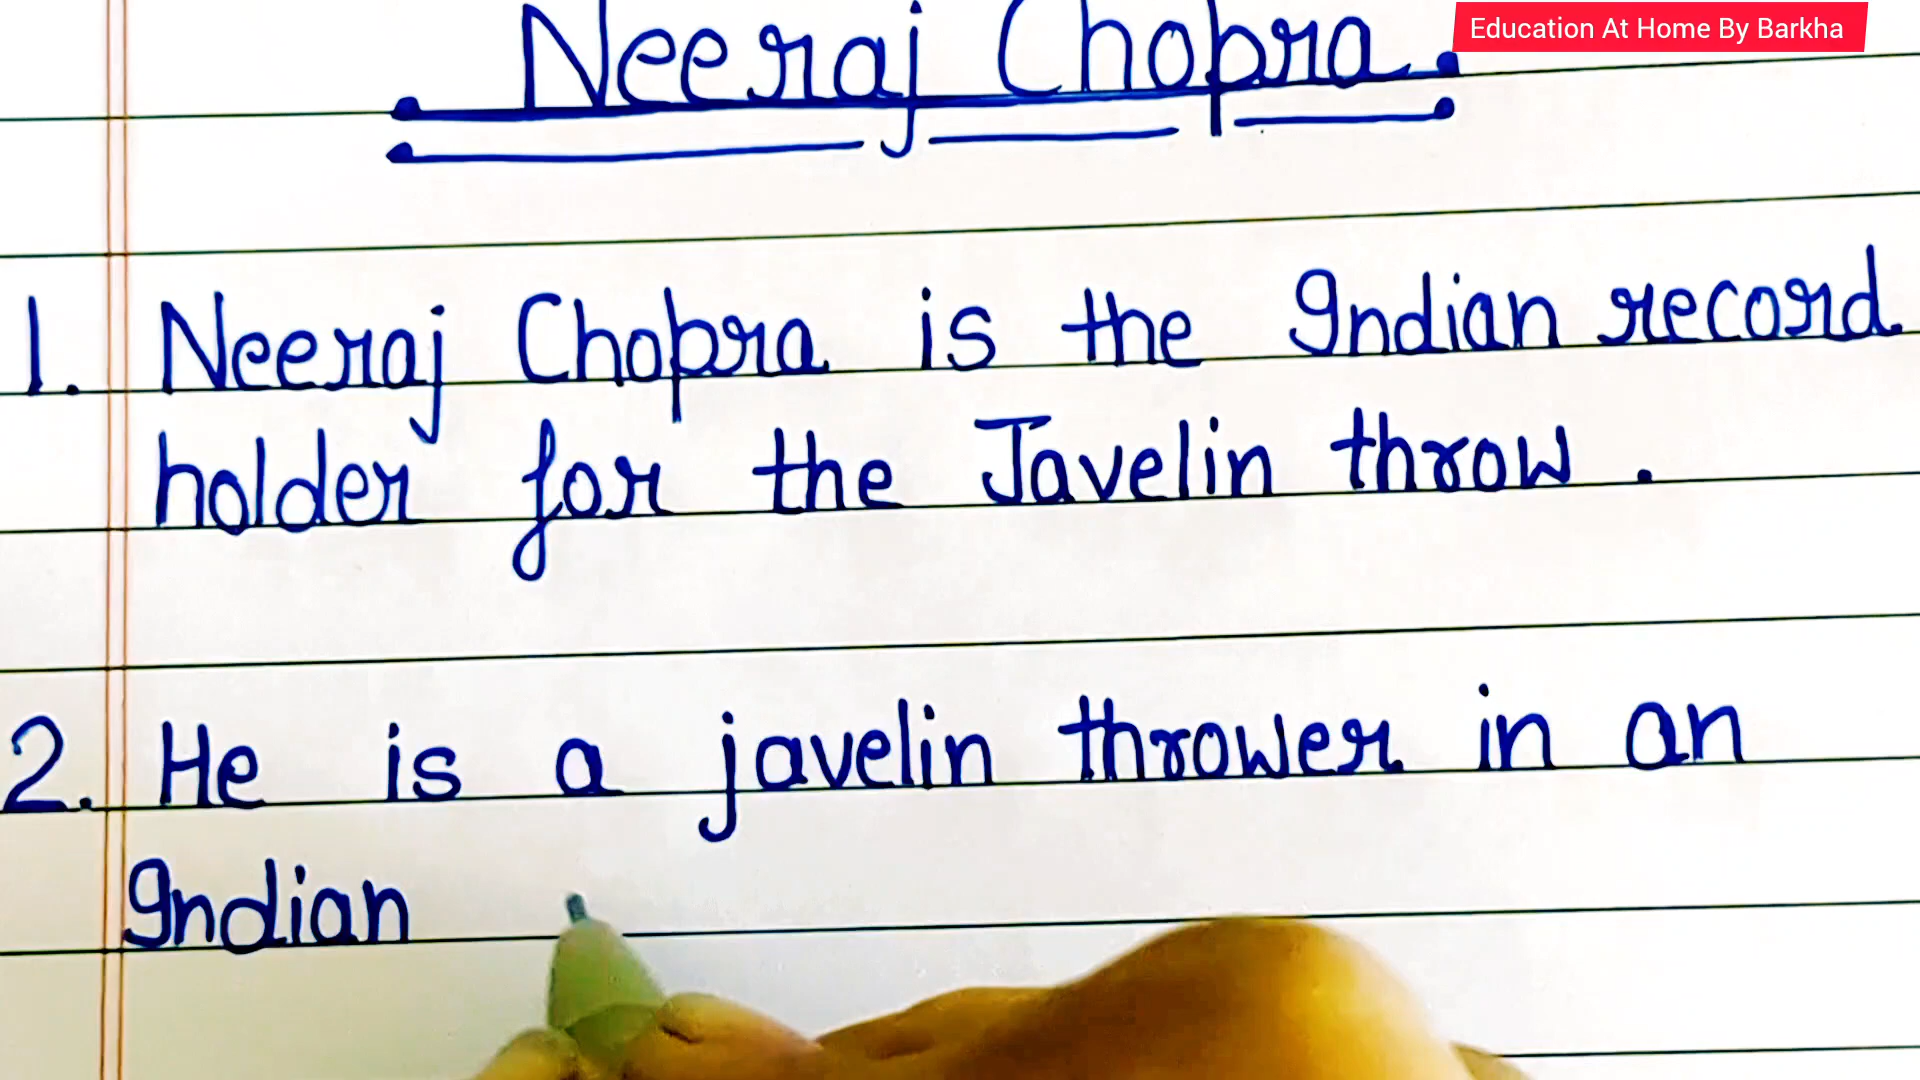 Education At Home By Barkha
Neeraj Chopra
1. Neeraj Chopra is the Indian record
holder for the Javelin throw.
2. He is a javelin thrower in an
Indian